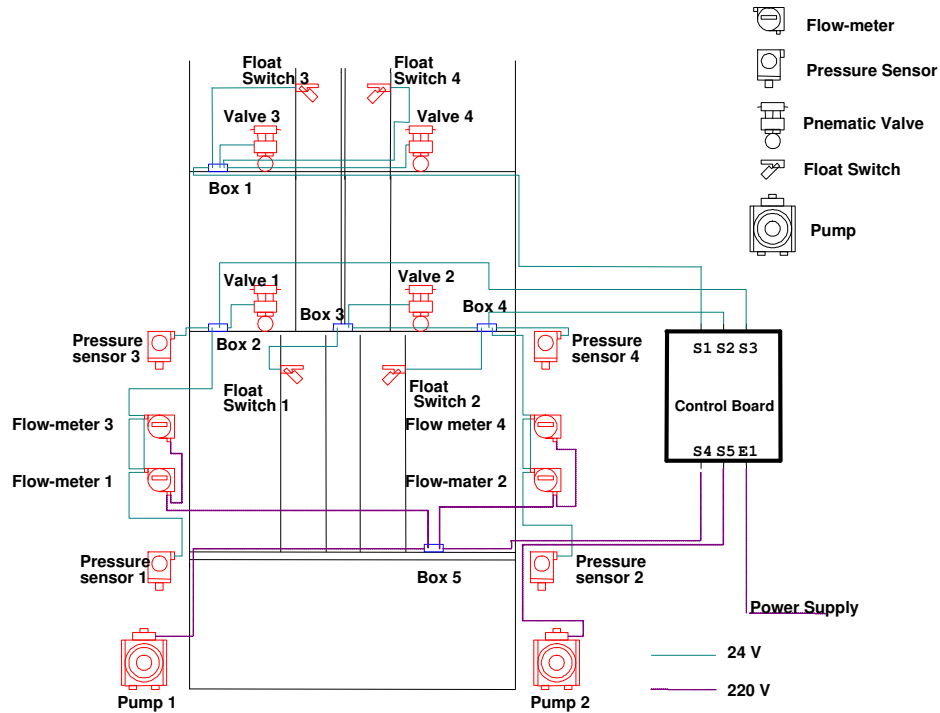 Flow-meter
Pressure Sensor
Pnematic Valve
Float Switch
Pump
Float
Switch 3
Float
Switch 4
Valve 3
Valve 4
Box 1
Valve 1
Valve 2
Box 3
Box 4
Pressure
sensor 3
Box 2
Pressure
sensor 4
S1 S2 S3
Float
Switch 1
Float
Switch 2
Control Board
Flow-meter 3
Flow meter 4
S4 S5 E1
Flow-meter 1
Flow-mater 2
Pressure
sensor 1
Box 5
Pressure
sensor 2
Power Supply
24 V
220 V
Pump 1
Pump 2